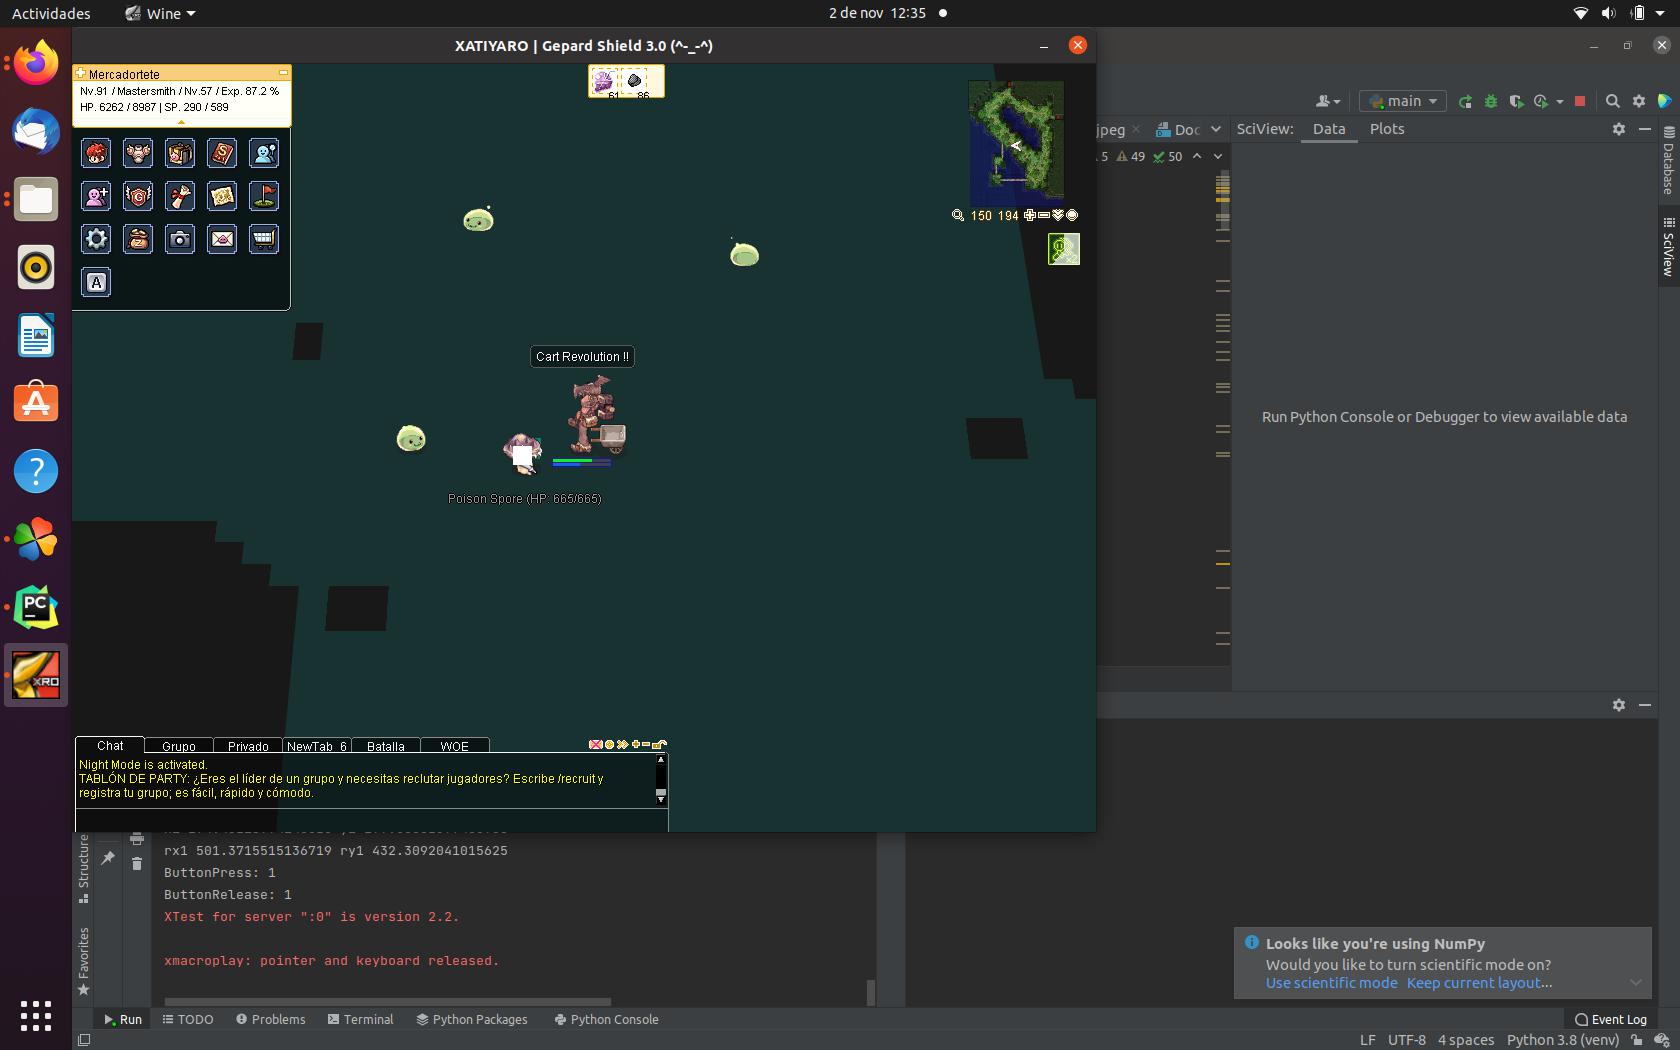 Actividades
Wine
2 de nov 12:35
XATIYARO | Gepard Shield 3.0 (^-_-^)
Mercadortete
Nv.91 / Mastersmith / Nv.57 / Exp. 87.2 %
HP. 6262 / 8987 | SP. 290 / 589
61
86
150 194
main
jpeg
Doc
SciView:
Data
Plots
5
49
50
Database
SciView
Cart Revolution !!
Poison Spore (HP: 665/665)
Run Python Console or Debugger to view available data
PC
XRO
Chat
Grupo
Privado
NewTab_6
Batalla
WOE
Night Mode is activated.
TABLÓN DE PARTY: ¿Eres el líder de un grupo y necesitas reclutar jugadores? Escribe /recruit y
registra tu grupo; es fácil, rápido y cómodo.
rx1 501.3715515136719 ry1 432.3092041015625
ButtonPress: 1
ButtonRelease: 1
XTest for server ":0" is version 2.2.
xmacroplay: pointer and keyboard released.
Structure
Favorites
Looks like you're using NumPy
Would you like to turn scientific mode on?
Use scientific mode Keep current layout...
Run
TODO
Problems
Terminal
Python Packages
Python Console
Event Log
LF UTF-8 4 spaces Python 3.8 (venv)